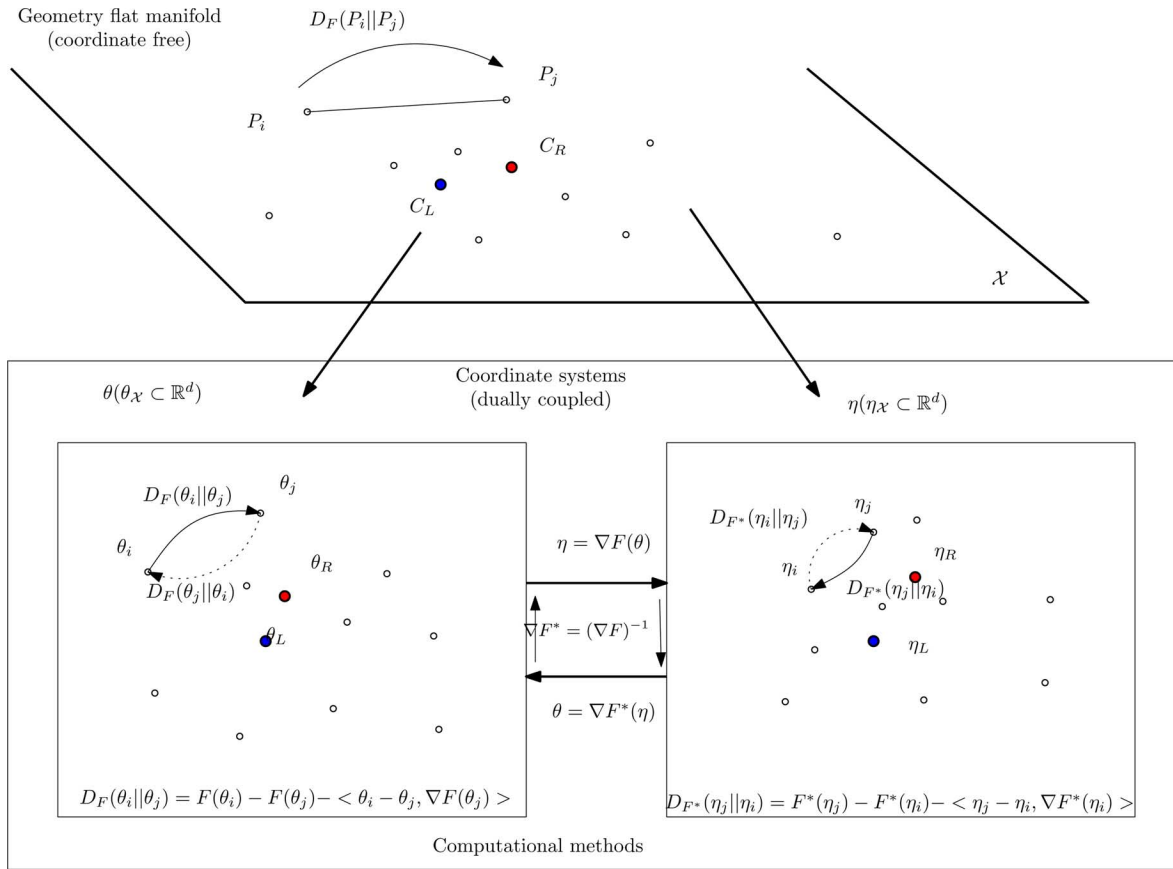 Geometry flat manifold
(coordinate free)
D_F(P_i||P_j)
P_j
P_i
C_R
C_L
𝒳
Coordinate systems
(dually coupled)
θ(θ_𝒳 ⊂ ℝ^d)
η(η_𝒳 ⊂ ℝ^d)
θ_j
D_F(θ_i||θ_j)
θ_i
θ_R
D_F(θ_j||θ_i)
θ_L
D_F(θ_i||θ_j) = F(θ_i) − F(θ_j)− < θ_i − θ_j, ∇F(θ_j) >
η = ∇F(θ)
∇F* = (∇F)^{−1}
θ = ∇F*(η)
η_j
D_{F*}(η_i||η_j)
η_R
η_i
D_{F*}(η_j||η_i)
η_L
D_{F*}(η_j||η_i) = F*(η_j) − F*(η_i)− < η_j − η_i, ∇F*(η_i) >
Computational methods